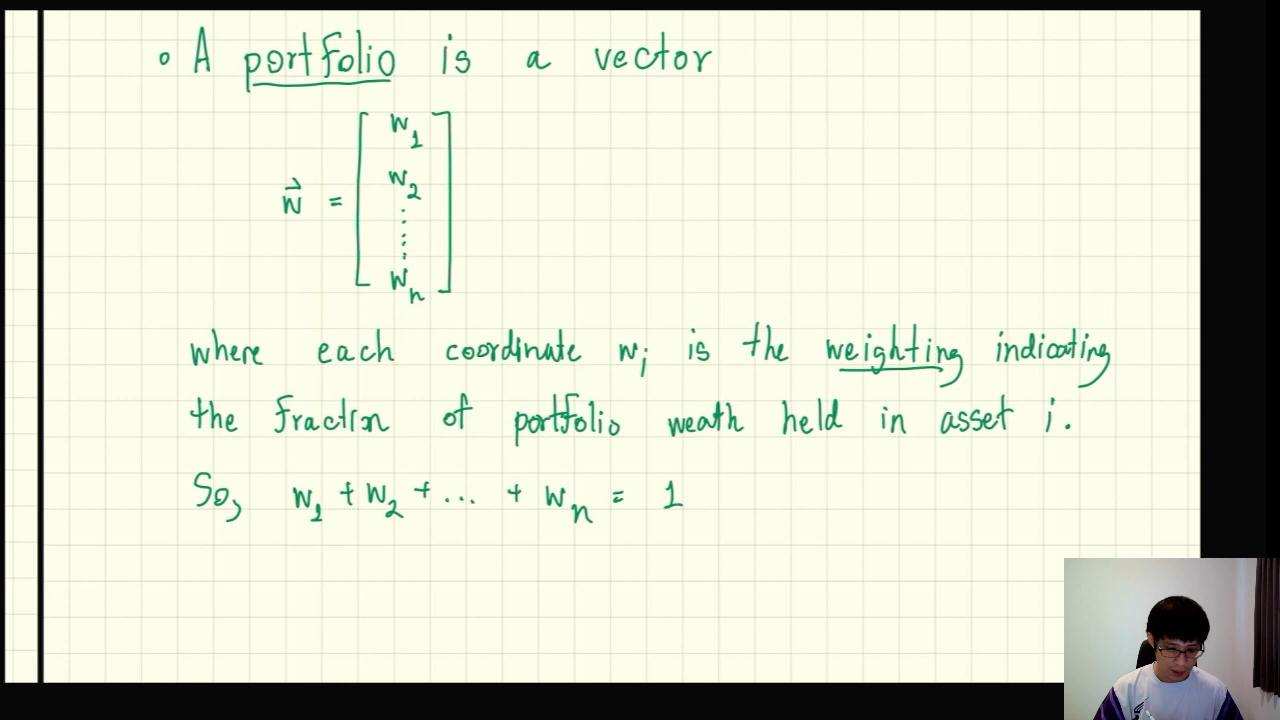 ∘ A portfolio is a vector
w⃗ = [w₁
w₂
⋮
wₙ]
where each coordinate wᵢ is the weighting indicating
the fraction of portfolio weath held in asset i.
So, w₁ + w₂ + ... + wₙ = 1